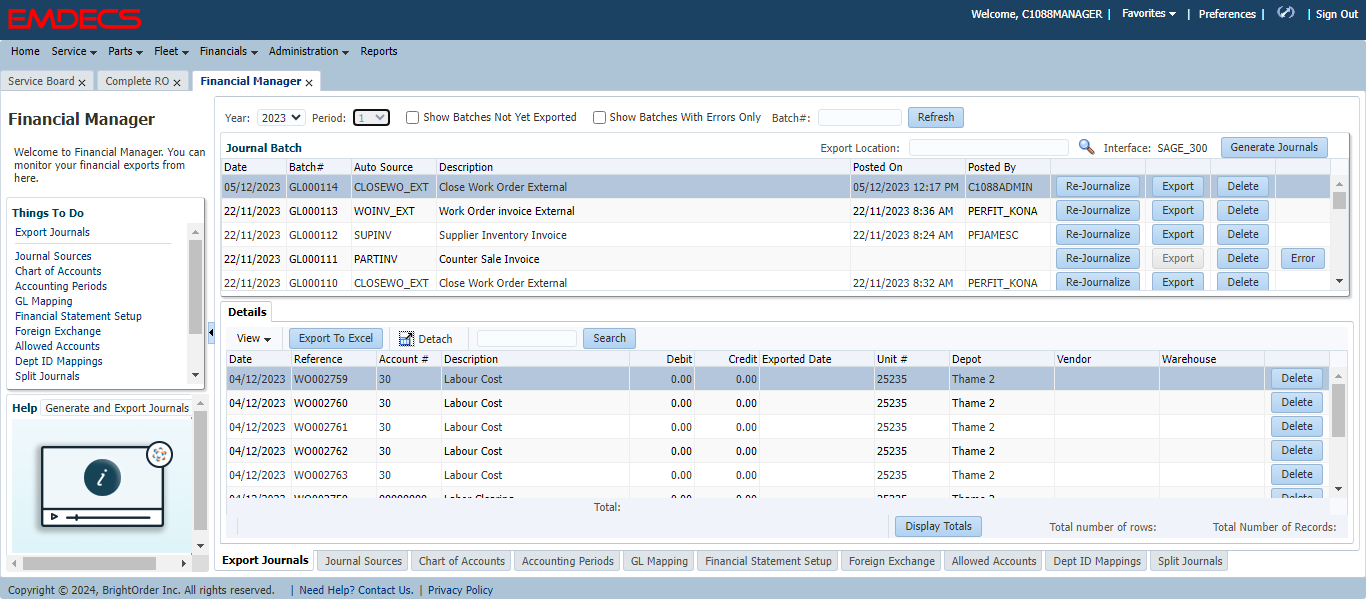 EMDECS
Welcome, C1088MANAGER | Favorites | Preferences | | Sign Out
Home Service Parts Fleet Financials Administration Reports
Service Board x Complete RO x Financial Manager x
Financial Manager
Welcome to Financial Manager. You can
monitor your financial exports from
here.
Things To Do
Export Journals
Journal Sources
Chart of Accounts
Accounting Periods
GL Mapping
Financial Statement Setup
Foreign Exchange
Allowed Accounts
Dept ID Mappings
Split Journals
Help Generate and Export Journals
i
Year: 2023 Period: 1 Show Batches Not Yet Exported Show Batches With Errors Only Batch#: Refresh
Journal Batch Export Location: Interface: SAGE_300 Generate Journals
Date Batch# Auto Source Description Posted On Posted By
05/12/2023 GL000114 CLOSEWO_EXT Close Work Order External 05/12/2023 12:17 PM C1088ADMIN Re-Journalize Export Delete
22/11/2023 GL000113 WOINV_EXT Work Order invoice External 22/11/2023 8:36 AM PERFIT_KONA Re-Journalize Export Delete
22/11/2023 GL000112 SUPINV Supplier Inventory Invoice 22/11/2023 8:24 AM PFJAMESC Re-Journalize Export Delete
22/11/2023 GL000111 PARTINV Counter Sale Invoice Re-Journalize Export Delete Error
22/11/2023 GL000110 CLOSEWO_EXT Close Work Order External 22/11/2023 8:32 AM PERFIT_KONA Re-Journalize Export Delete
Details
View Export To Excel Detach Search
Date Reference Account # Description Debit Credit Exported Date Unit # Depot Vendor Warehouse
04/12/2023 WO002759 30 Labour Cost 0.00 0.00 25235 Thame 2 Delete
04/12/2023 WO002760 30 Labour Cost 0.00 0.00 25235 Thame 2 Delete
04/12/2023 WO002761 30 Labour Cost 0.00 0.00 25235 Thame 2 Delete
04/12/2023 WO002762 30 Labour Cost 0.00 0.00 25235 Thame 2 Delete
04/12/2023 WO002763 30 Labour Cost 0.00 0.00 25235 Thame 2 Delete
04/12/2023 Labor Clearing 0.00 0.00 25235 Thame 2 Delete
Total:
Display Totals Total number of rows: Total Number of Records:
Export Journals Journal Sources Chart of Accounts Accounting Periods GL Mapping Financial Statement Setup Foreign Exchange Allowed Accounts Dept ID Mappings Split Journals
Copyright © 2024, BrightOrder Inc. All rights reserved. | Need Help? Contact Us. | Privacy Policy